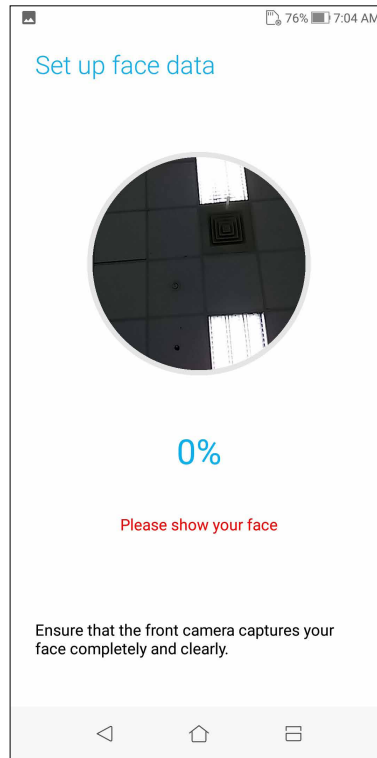 76% 7:04 AM
Set up face data
0%
Please show your face
Ensure that the front camera captures your
face completely and clearly.